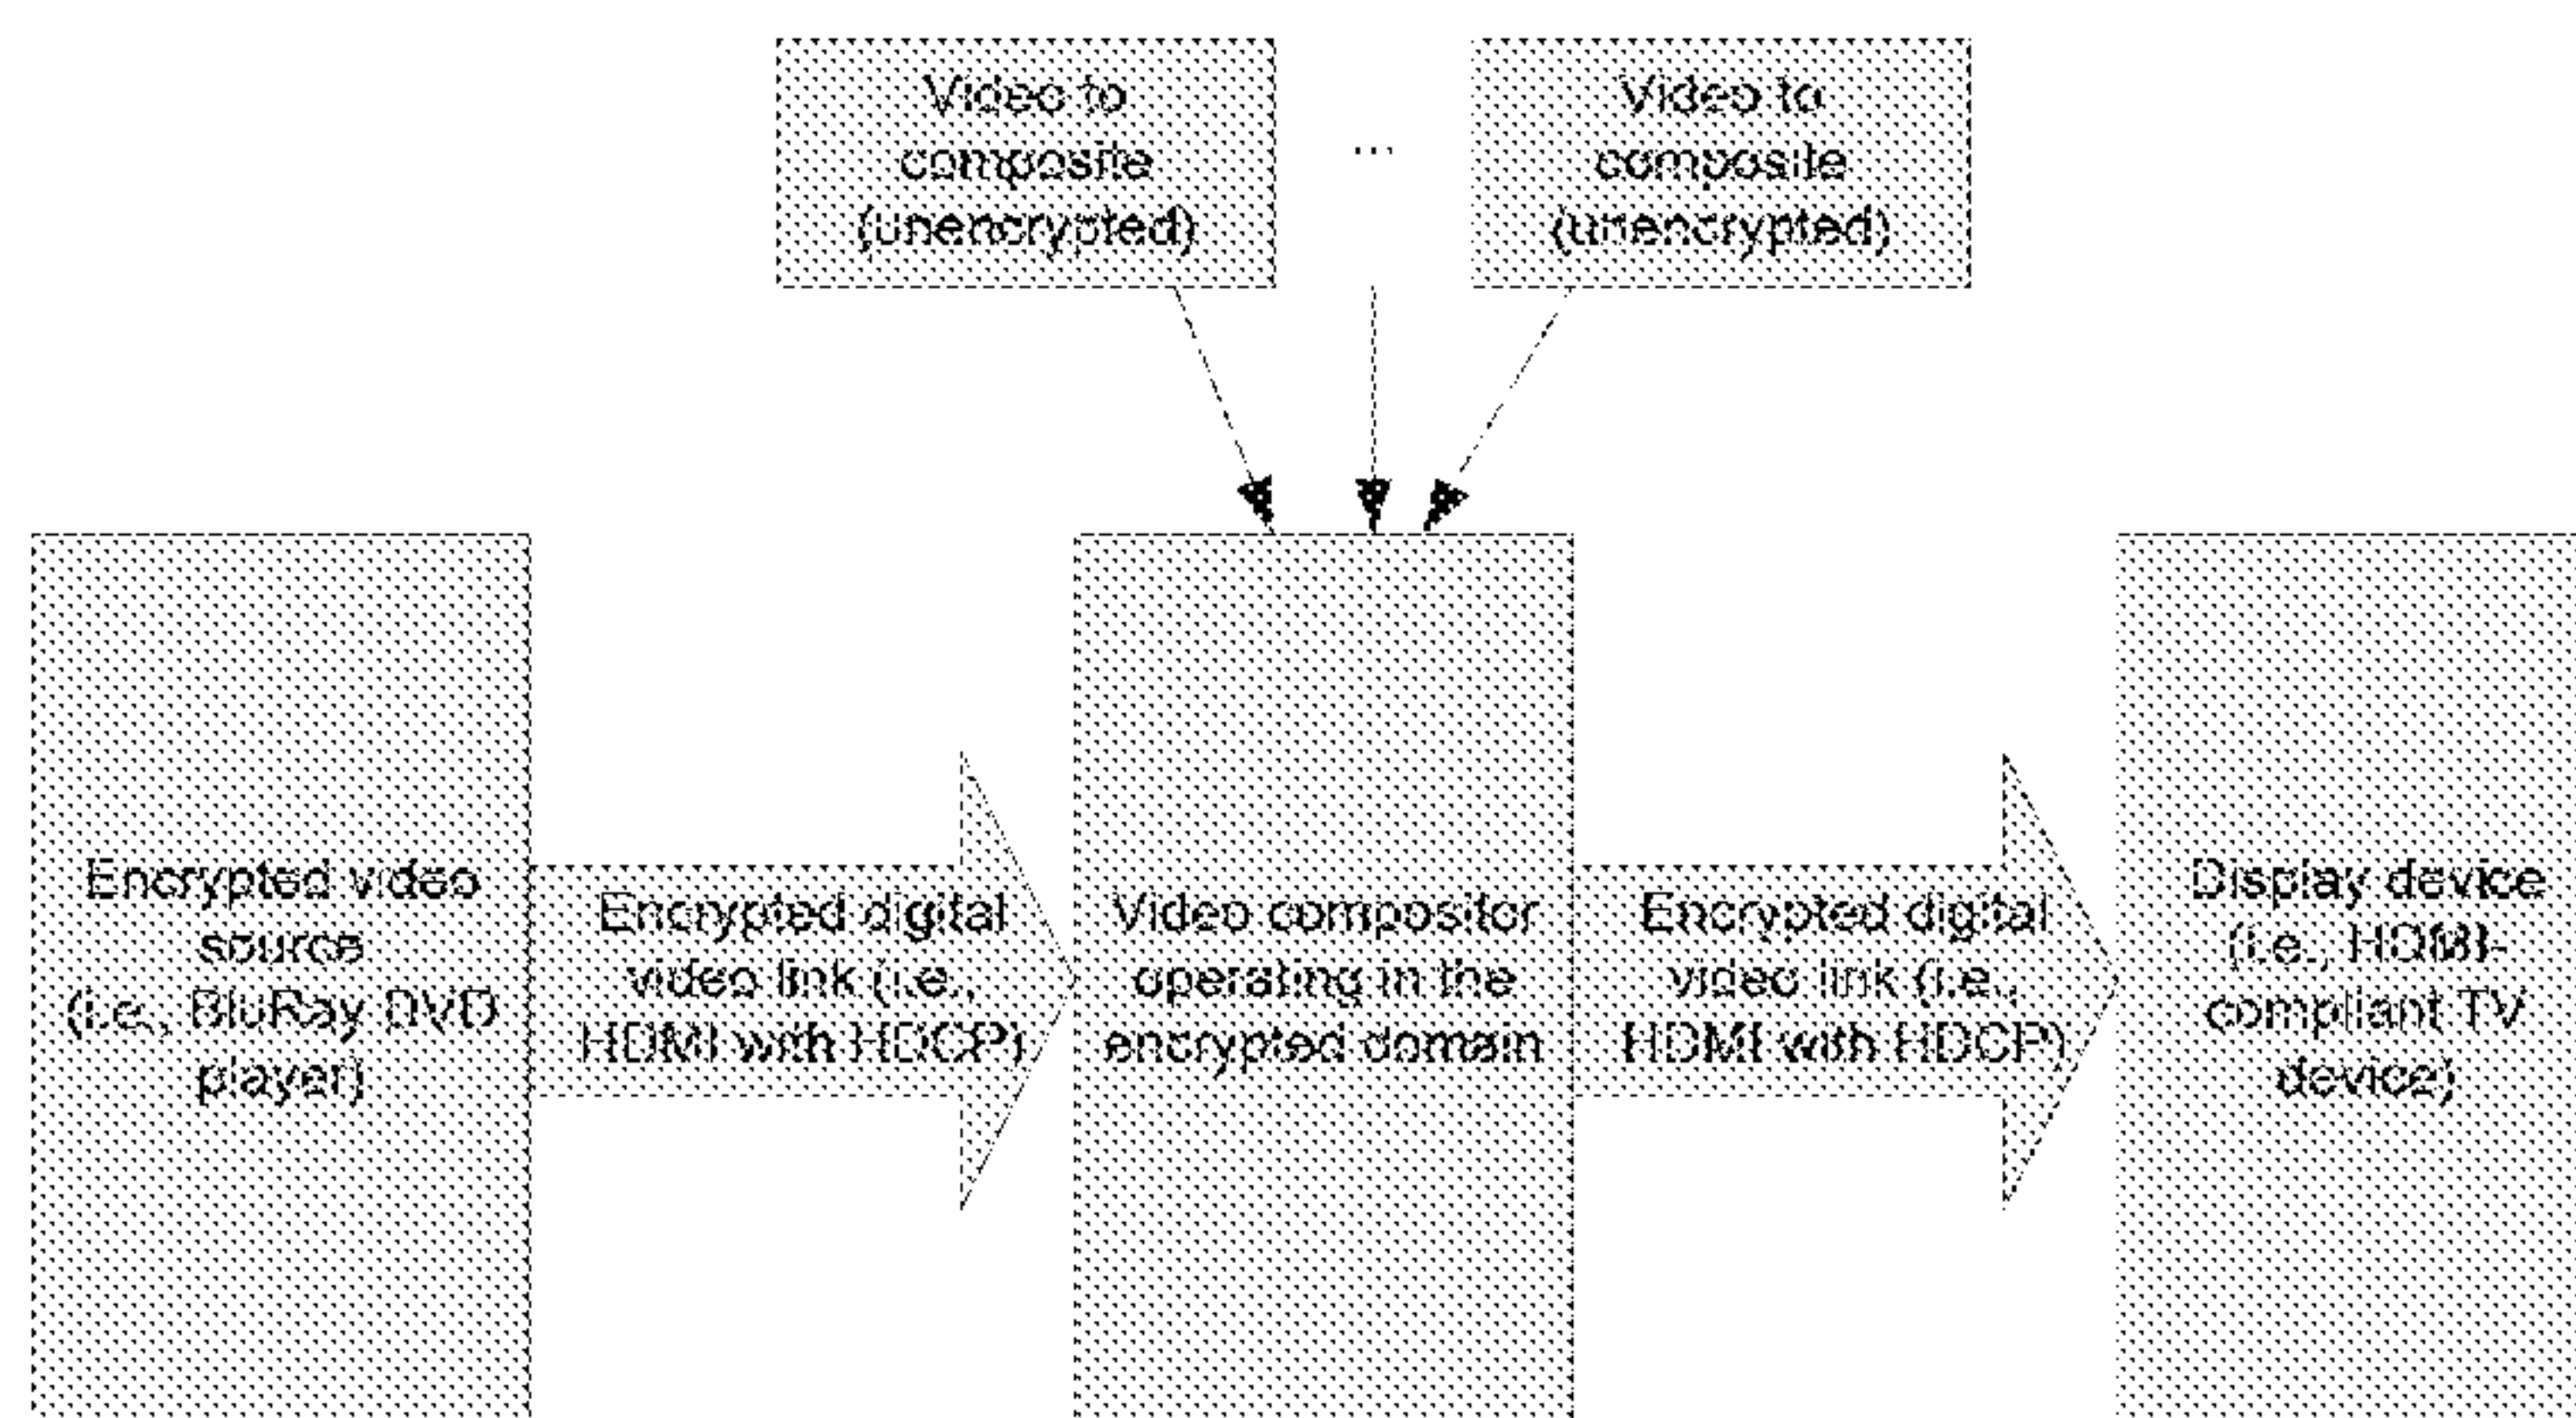 Video to
composite
(unencrypted)
...
Video to
composite
(unencrypted)
Encrypted video
source
(i.e., BluRay DVD
player)
Encrypted digital
video link (i.e.,
HDMI with HDCP)
Video compositor
operating in the
encrypted domain
Encrypted digital
video link (i.e.,
HDMI with HDCP)
Display device
(i.e., HDMI-
compliant TV
device)